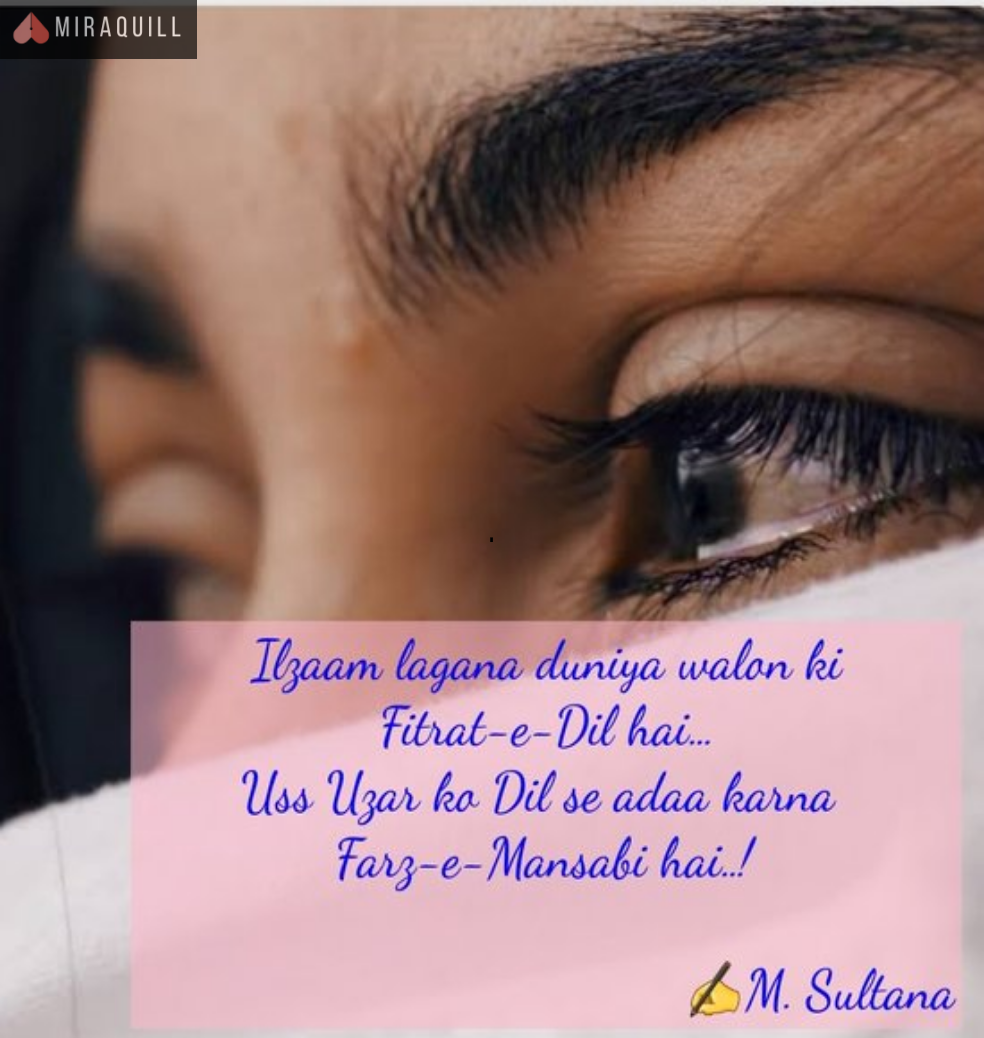 MIRAQUILL
Ilzaam lagana duniya walon ki
Fitrat-e-Dil hai...
Uss Uzar ko Dil se adaa karna
Farz-e-Mansabi hai..!
✍M. Sultana